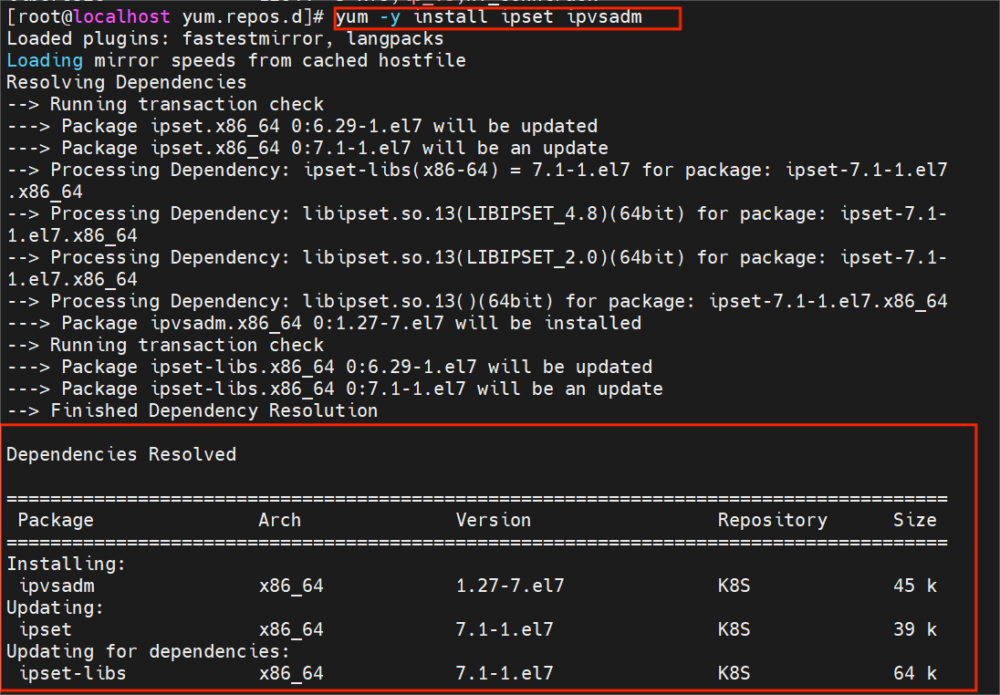 [root@localhost yum.repos.d]# yum -y install ipset ipvsadm
Loaded plugins: fastestmirror, langpacks
Loading mirror speeds from cached hostfile
Resolving Dependencies
--> Running transaction check
---> Package ipset.x86_64 0:6.29-1.el7 will be updated
---> Package ipset.x86_64 0:7.1-1.el7 will be an update
--> Processing Dependency: ipset-libs(x86-64) = 7.1-1.el7 for package: ipset-7.1-1.el7
.x86_64
--> Processing Dependency: libipset.so.13(LIBIPSET_4.8)(64bit) for package: ipset-7.1-
1.el7.x86_64
--> Processing Dependency: libipset.so.13(LIBIPSET_2.0)(64bit) for package: ipset-7.1-
1.el7.x86_64
--> Processing Dependency: libipset.so.13()(64bit) for package: ipset-7.1-1.el7.x86_64
---> Package ipvsadm.x86_64 0:1.27-7.el7 will be installed
--> Running transaction check
---> Package ipset-libs.x86_64 0:6.29-1.el7 will be updated
---> Package ipset-libs.x86_64 0:7.1-1.el7 will be an update
--> Finished Dependency Resolution
Dependencies Resolved
======================================================================================
Package Arch Version Repository Size
======================================================================================
Installing:
ipvsadm x86_64 1.27-7.el7 K8S 45 k
Updating:
ipset x86_64 7.1-1.el7 K8S 39 k
Updating for dependencies:
ipset-libs x86_64 7.1-1.el7 K8S 64 k